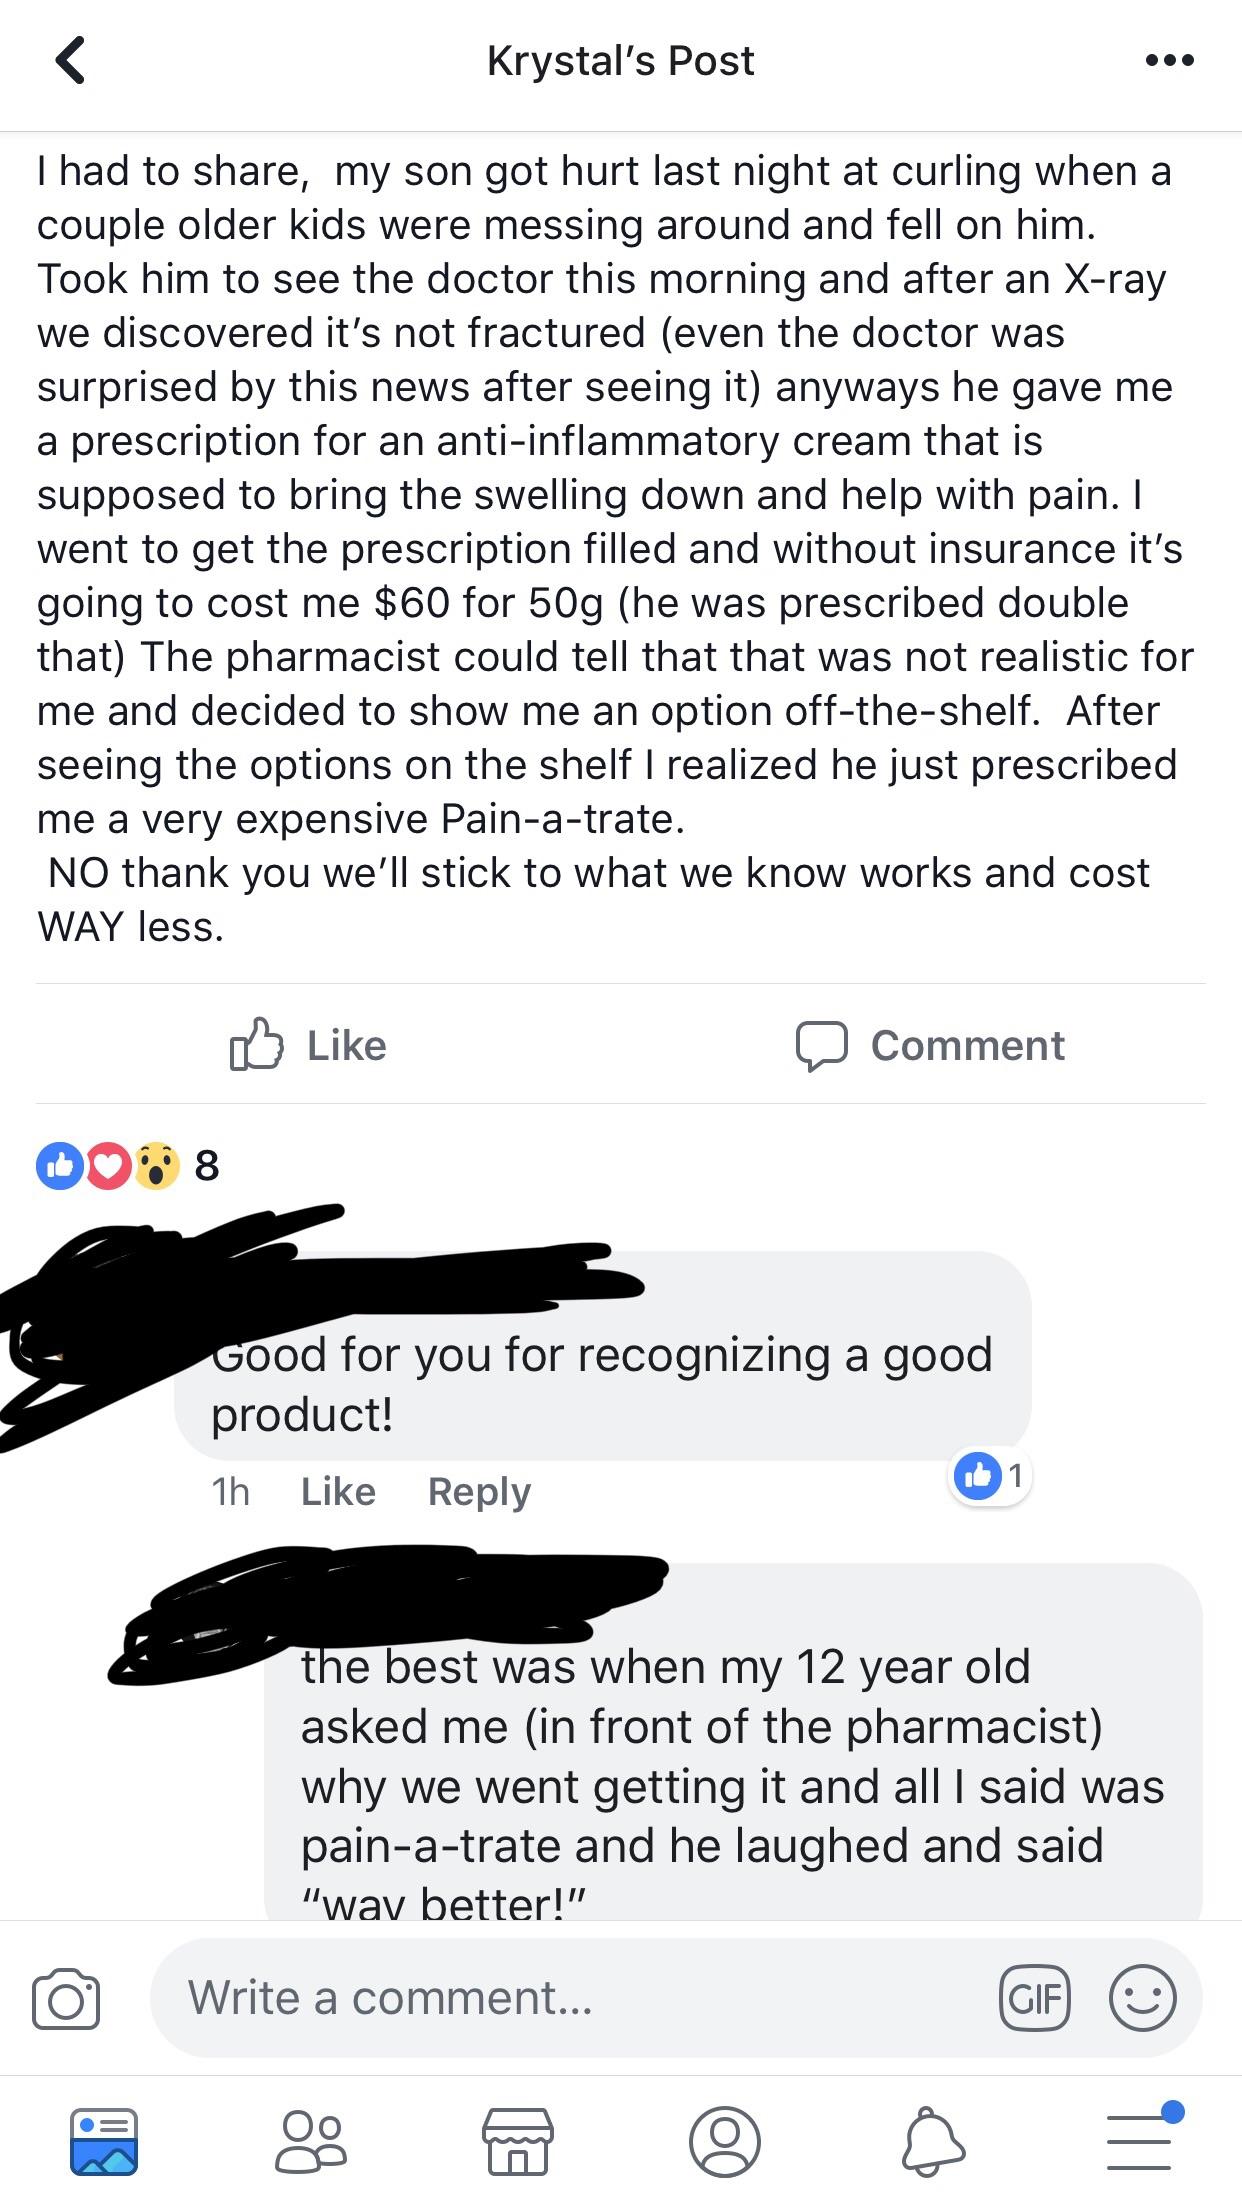 Krystal’s Post
I had to share,  my son got hurt last night at curling when a
couple older kids were messing around and fell on him.
Took him to see the doctor this morning and after an X-ray
we discovered it’s not fractured (even the doctor was
surprised by this news after seeing it) anyways he gave me
a prescription for an anti-inflammatory cream that is
supposed to bring the swelling down and help with pain. I
went to get the prescription filled and without insurance it’s
going to cost me $60 for 50g (he was prescribed double
that) The pharmacist could tell that that was not realistic for
me and decided to show me an option off-the-shelf.  After
seeing the options on the shelf I realized he just prescribed
me a very expensive Pain-a-trate.
NO thank you we’ll stick to what we know works and cost
WAY less.
Like
Comment
8
Good for you for recognizing a good
product!
1h Like Reply
1
the best was when my 12 year old
asked me (in front of the pharmacist)
why we went getting it and all I said was
pain-a-trate and he laughed and said
“way better!”
Write a comment...
GIF